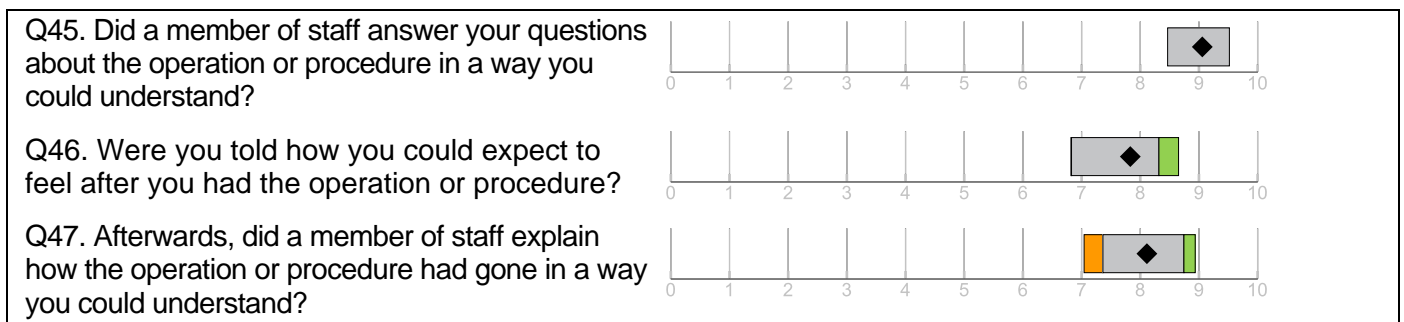 Q45. Did a member of staff answer your questions
about the operation or procedure in a way you
could understand?
0 1 2 3 4 5 6 7 8 9 10
Q46. Were you told how you could expect to
feel after you had the operation or procedure?
0 1 2 3 4 5 6 7 8 9 10
Q47. Afterwards, did a member of staff explain
how the operation or procedure had gone in a way
you could understand?
0 1 2 3 4 5 6 7 8 9 10